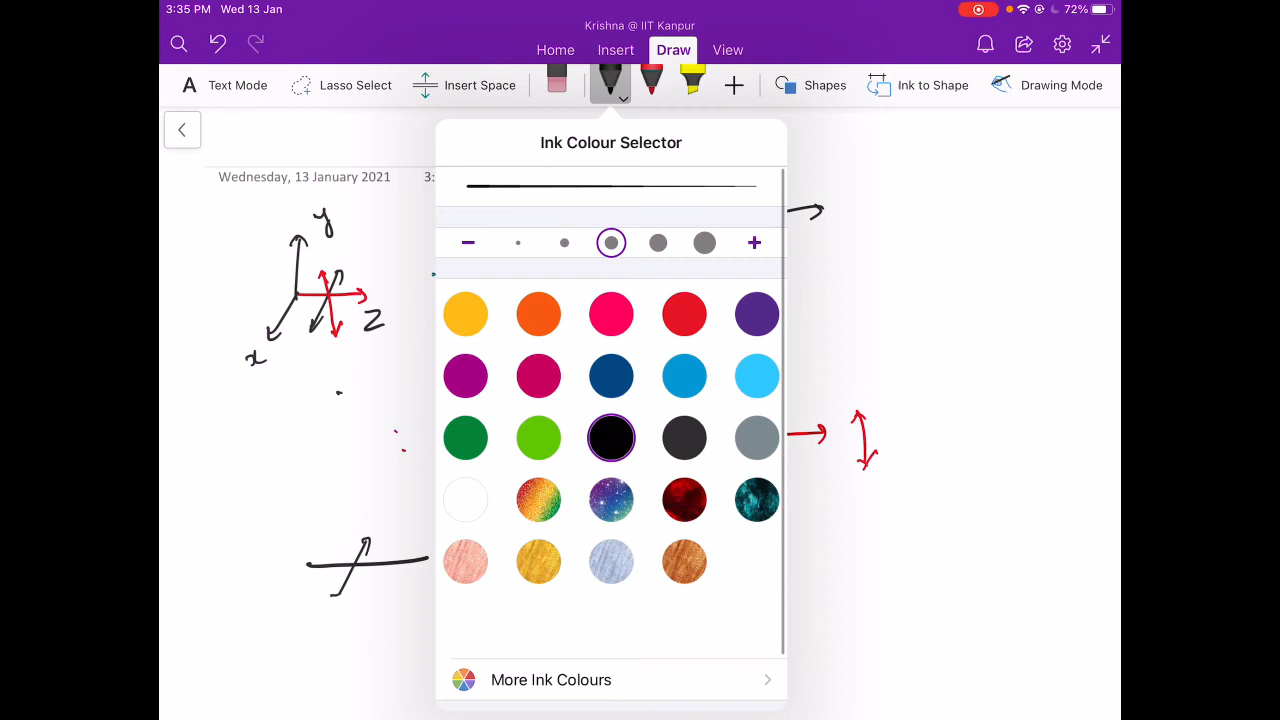 3:35 PM Wed 13 Jan 72%
Krishna @ IIT Kanpur
Home Insert Draw View
A Text Mode Lasso Select Insert Space Shapes Ink to Shape Drawing Mode
Ink Colour Selector
Wednesday, 13 January 2021 3:
y
z
x
More Ink Colours